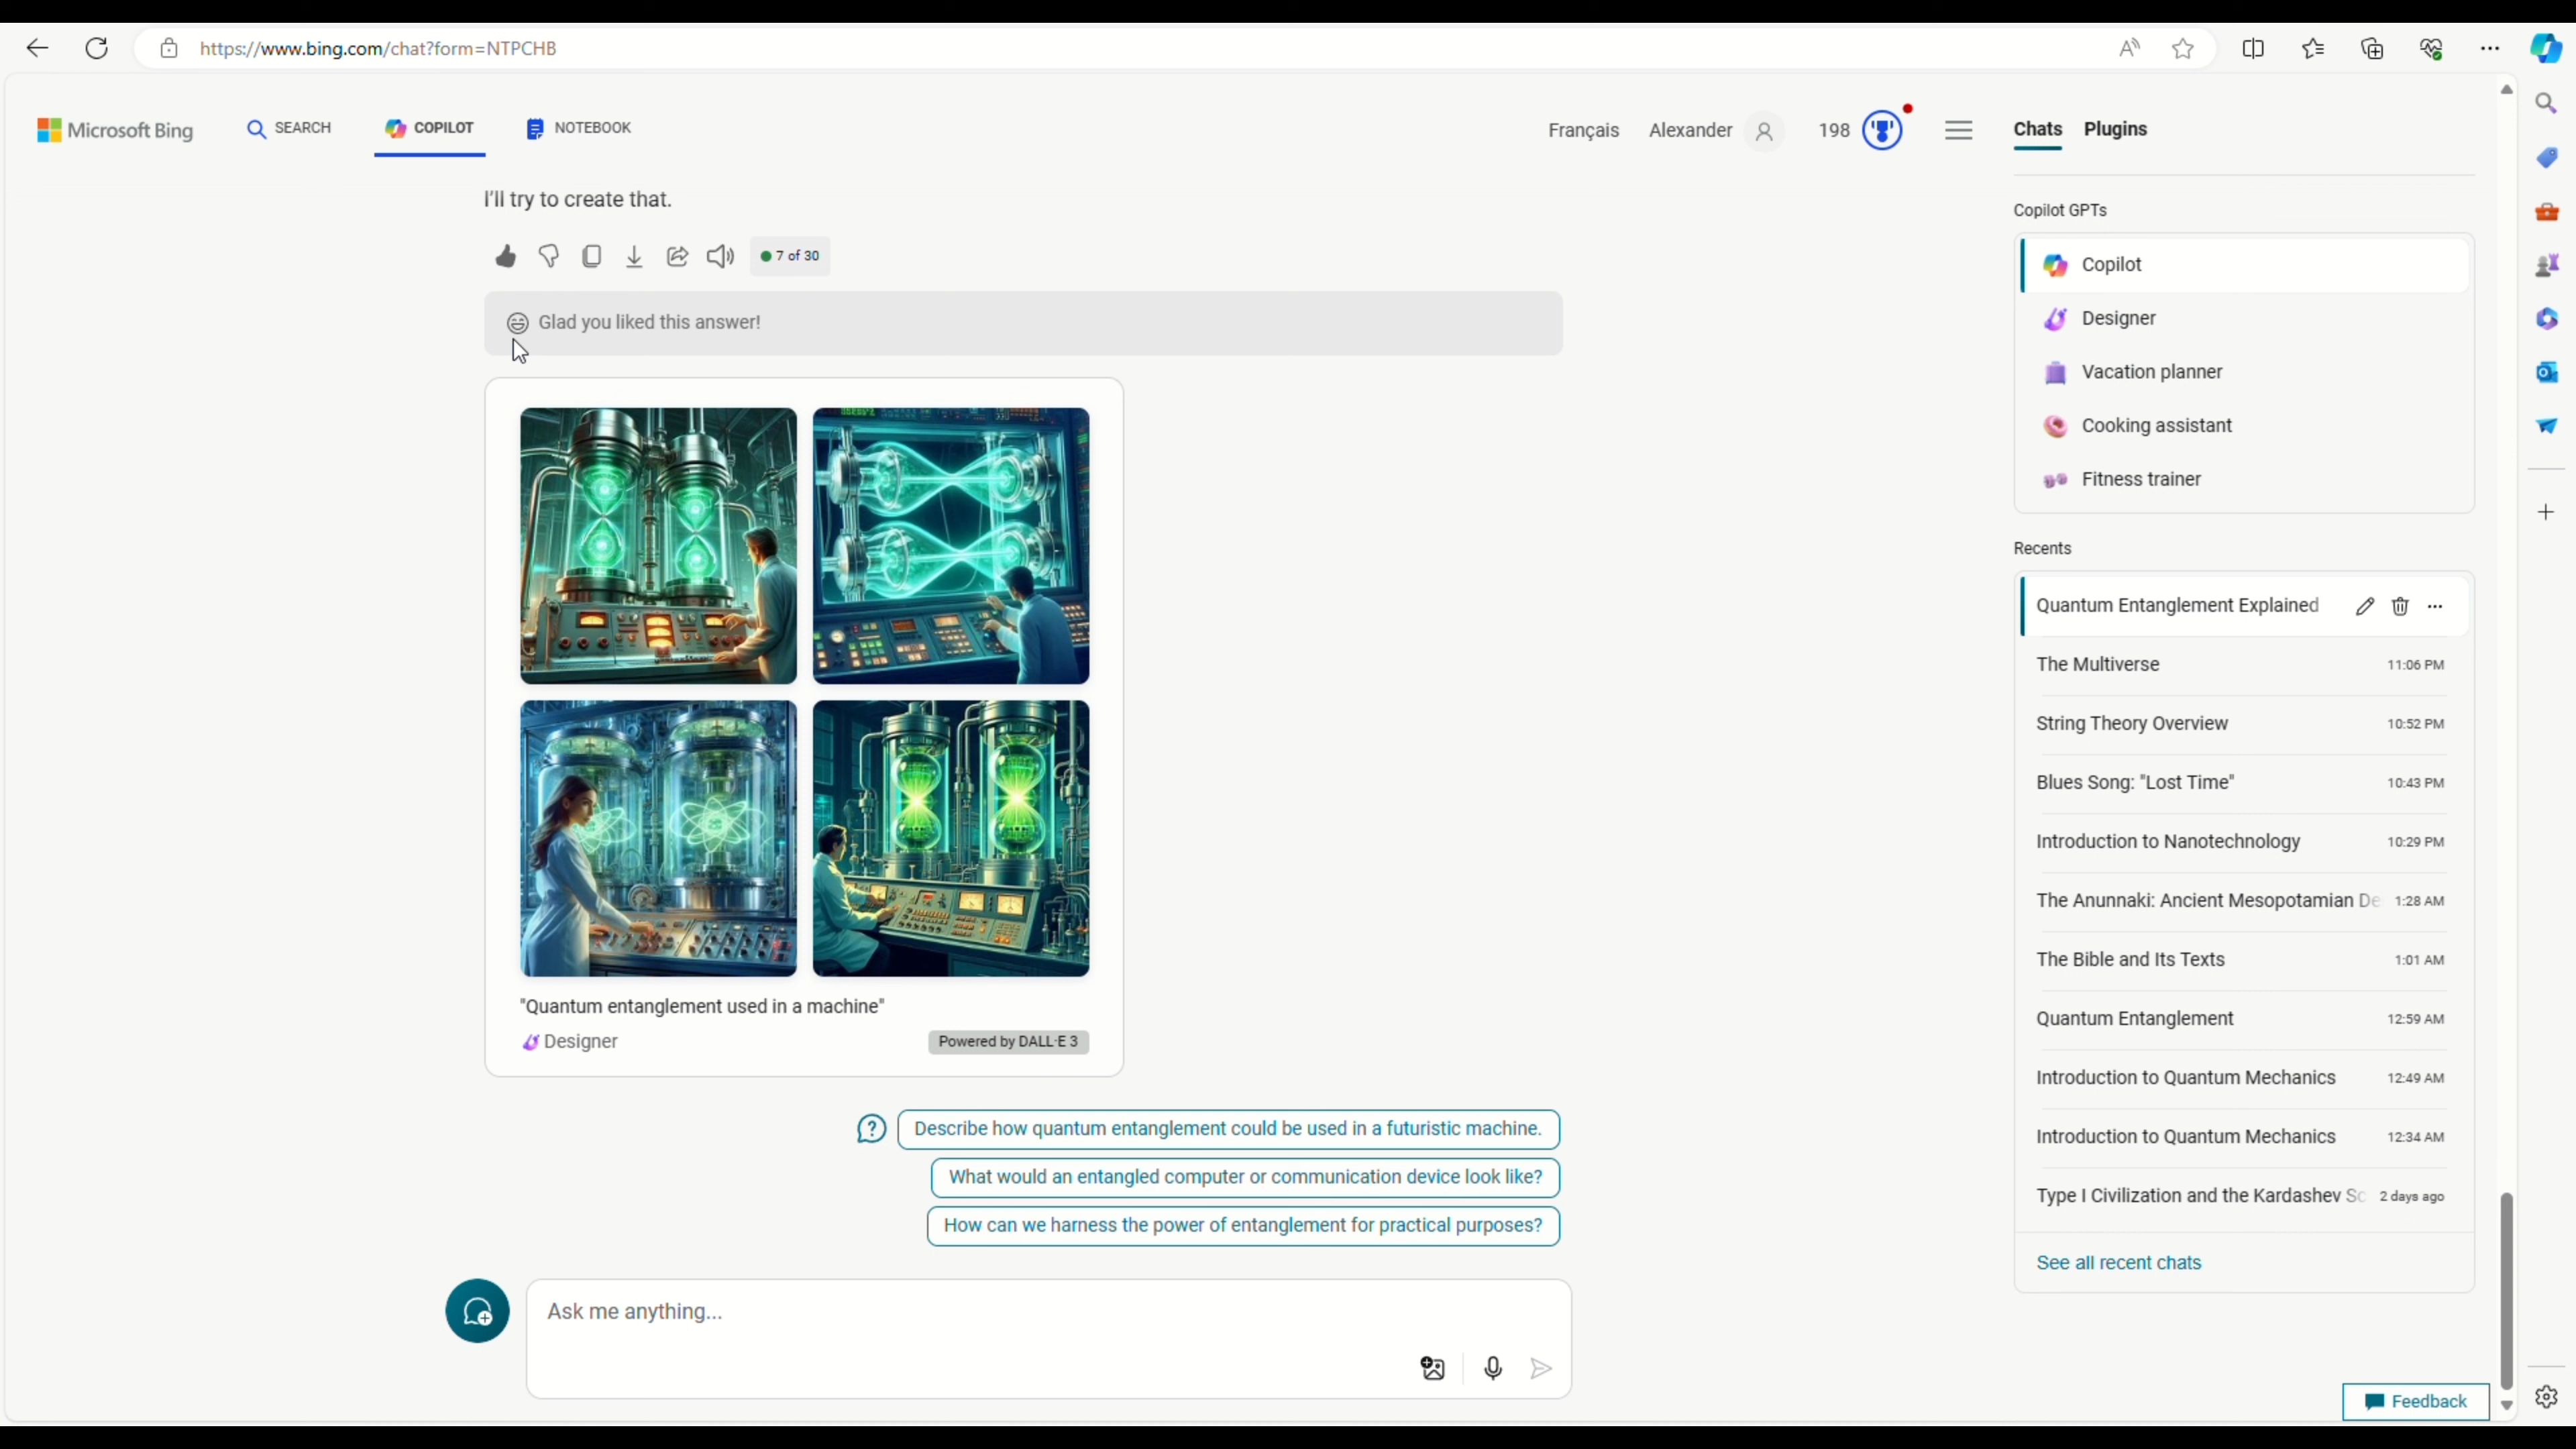 https://www.bing.com/chat?form=NTPCHB
Microsoft Bing
SEARCH
COPILOT
NOTEBOOK
Français
Alexander
198
I'll try to create that.
7 of 30
Glad you liked this answer!
"Quantum entanglement used in a machine"
Designer
Powered by DALL·E 3
Describe how quantum entanglement could be used in a futuristic machine.
What would an entangled computer or communication device look like?
How can we harness the power of entanglement for practical purposes?
Ask me anything...
Chats Plugins
Copilot GPTs
Copilot
Designer
Vacation planner
Cooking assistant
Fitness trainer
Recents
Quantum Entanglement Explained
The Multiverse 11:06 PM
String Theory Overview 10:52 PM
Blues Song: "Lost Time" 10:43 PM
Introduction to Nanotechnology 10:29 PM
The Anunnaki: Ancient Mesopotamian De 1:28 AM
The Bible and Its Texts 1:01 AM
Quantum Entanglement 12:59 AM
Introduction to Quantum Mechanics 12:49 AM
Introduction to Quantum Mechanics 12:34 AM
Type I Civilization and the Kardashev Sc 2 days ago
See all recent chats
Feedback